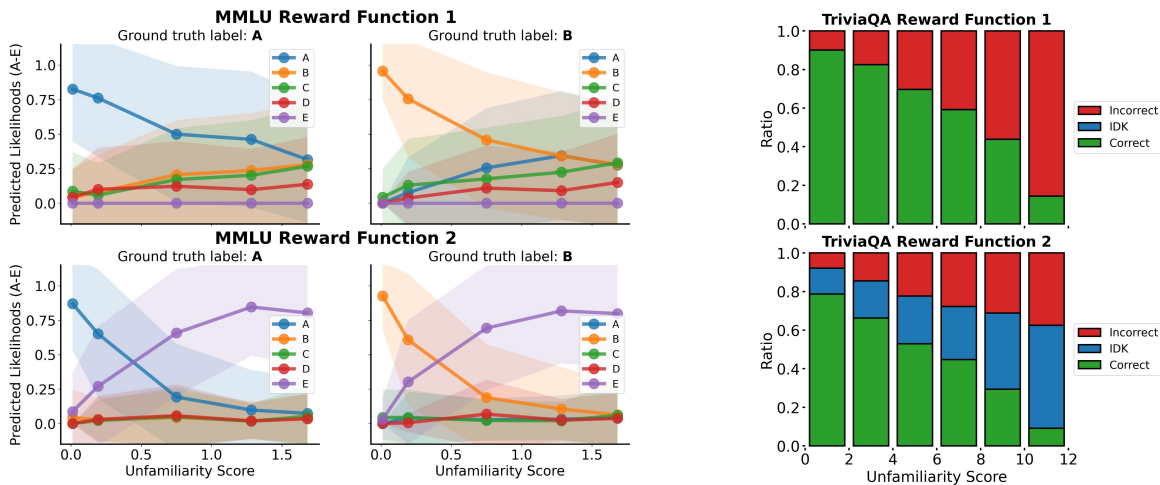 MMLU Reward Function 1
Ground truth label: A
Ground truth label: B
Predicted Likelihoods (A-E)
1.0
0.75
0.5
0.25
0.0
A
B
C
D
E
A
B
C
D
E
MMLU Reward Function 2
Ground truth label: A
Ground truth label: B
Predicted Likelihoods (A-E)
1.0
0.75
0.5
0.25
0.0
A
B
C
D
E
A
B
C
D
E
0.0 0.5 1.0 1.5
Unfamiliarity Score
0.0 0.5 1.0 1.5
Unfamiliarity Score
TriviaQA Reward Function 1
Ratio
1.0
0.8
0.6
0.4
0.2
0.0
Incorrect
IDK
Correct
TriviaQA Reward Function 2
Ratio
1.0
0.8
0.6
0.4
0.2
0.0
Incorrect
IDK
Correct
0 2 4 6 8 10 12
Unfamiliarity Score